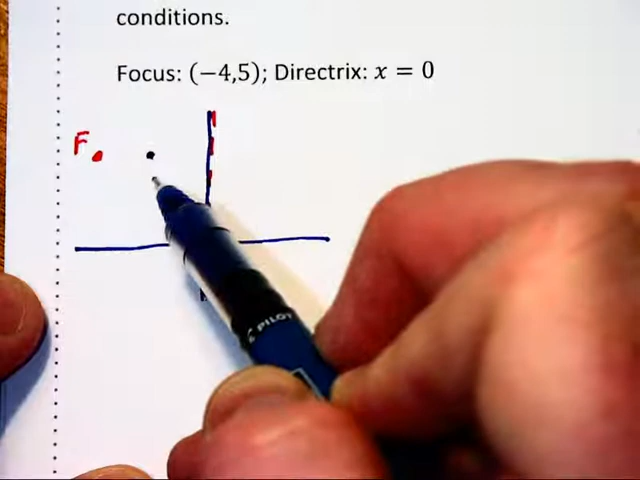 conditions.
Focus: (−4,5); Directrix: x = 0
F
PILOT